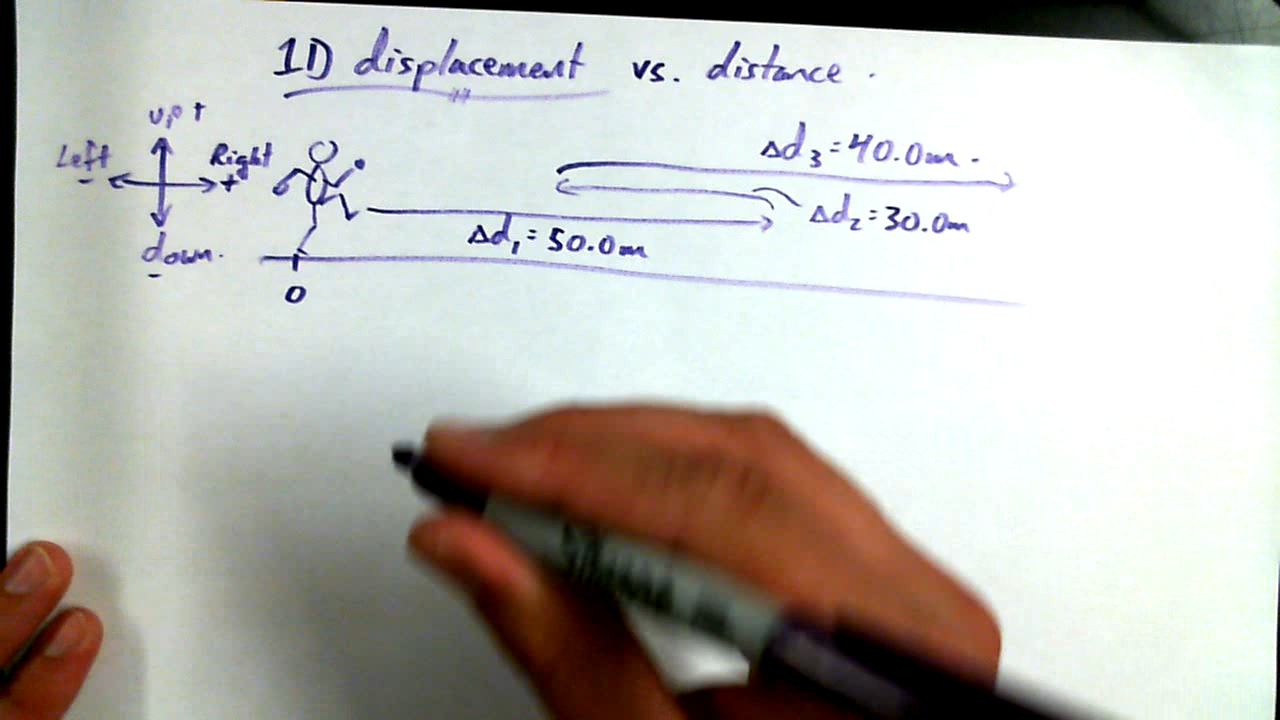 1D displacement vs. distance.
up +
Left Right
- +
down.
-
Δd₃ = 40.0m.
Δd₂ = 30.0m
Δd₁ = 50.0m
0